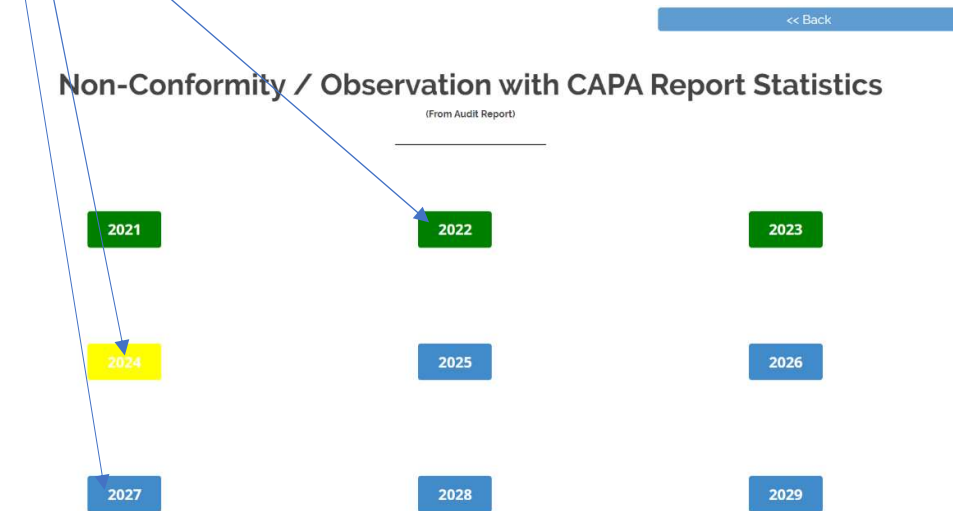 << Back
Non-Conformity / Observation with CAPA Report Statistics
(From Audit Report)
2021 2022 2023
2024 2025 2026
2027 2028 2029